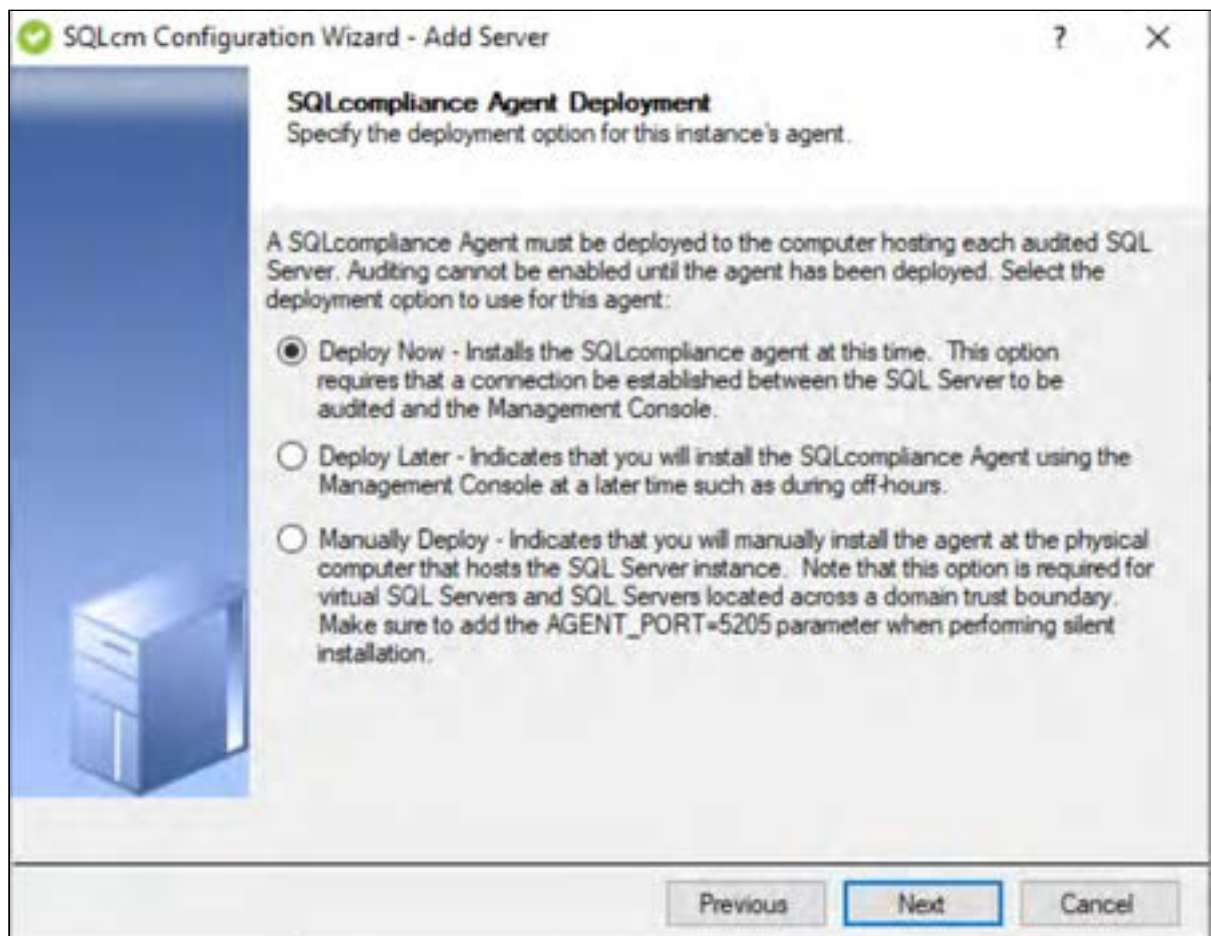 SQLcm Configuration Wizard - Add Server
?
SQLcompliance Agent Deployment
Specify the deployment option for this instance's agent.
A SQLcompliance Agent must be deployed to the computer hosting each audited SQL
Server. Auditing cannot be enabled until the agent has been deployed. Select the
deployment option to use for this agent:
Deploy Now - Installs the SQLcompliance agent at this time. This option
requires that a connection be established between the SQL Server to be
audited and the Management Console.
Deploy Later - Indicates that you will install the SQLcompliance Agent using the
Management Console at a later time such as during off-hours.
Manually Deploy - Indicates that you will manually install the agent at the physical
computer that hosts the SQL Server instance. Note that this option is required for
virtual SQL Servers and SQL Servers located across a domain trust boundary.
Make sure to add the AGENT_PORT=5205 parameter when performing silent
installation.
Previous
Next
Cancel